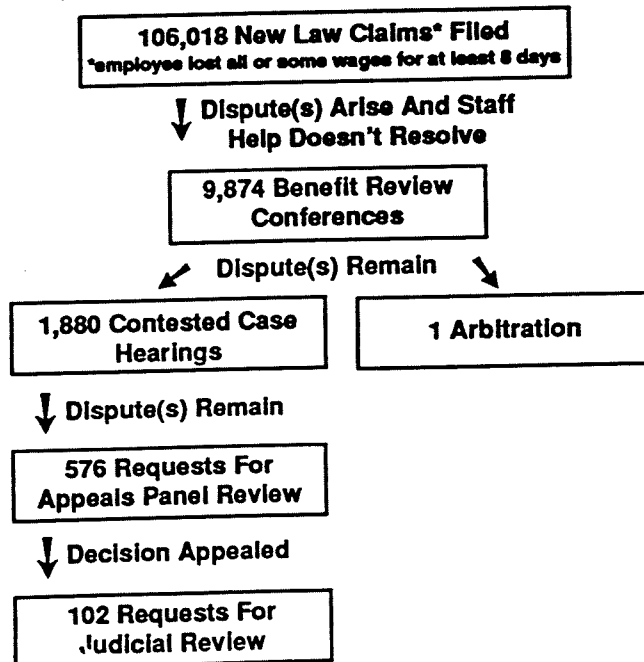 106,018 New Law Claims* Filed
*employee lost all or some wages for at least 8 days
Dispute(s) Arise And Staff
Help Doesn't Resolve
9,874 Benefit Review
Conferences
Dispute(s) Remain
1,880 Contested Case
Hearings
1 Arbitration
Dispute(s) Remain
576 Requests For
Appeals Panel Review
Decision Appealed
102 Requests For
Judicial Review